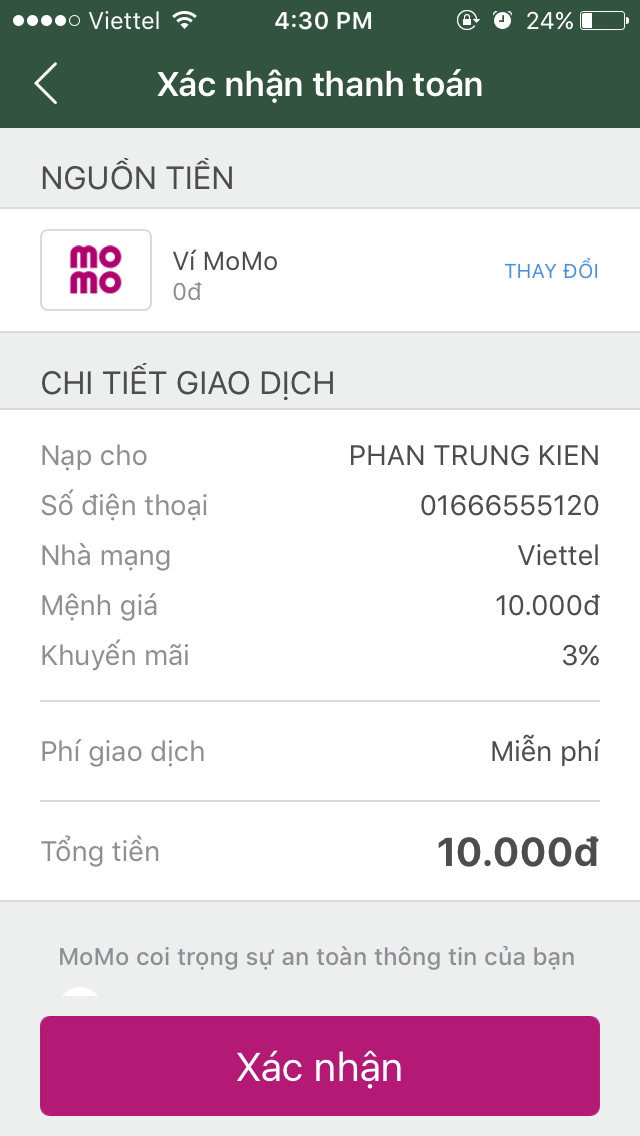 Viettel 4:30 PM 24%
Xác nhận thanh toán
NGUỒN TIỀN
mo
mo
Ví MoMo
0đ
THAY ĐỔI
CHI TIẾT GIAO DỊCH
Nạp cho PHAN TRUNG KIEN
Số điện thoại 01666555120
Nhà mạng Viettel
Mệnh giá 10.000đ
Khuyến mãi 3%
Phí giao dịch Miễn phí
Tổng tiền 10.000đ
MoMo coi trọng sự an toàn thông tin của bạn
Xác nhận